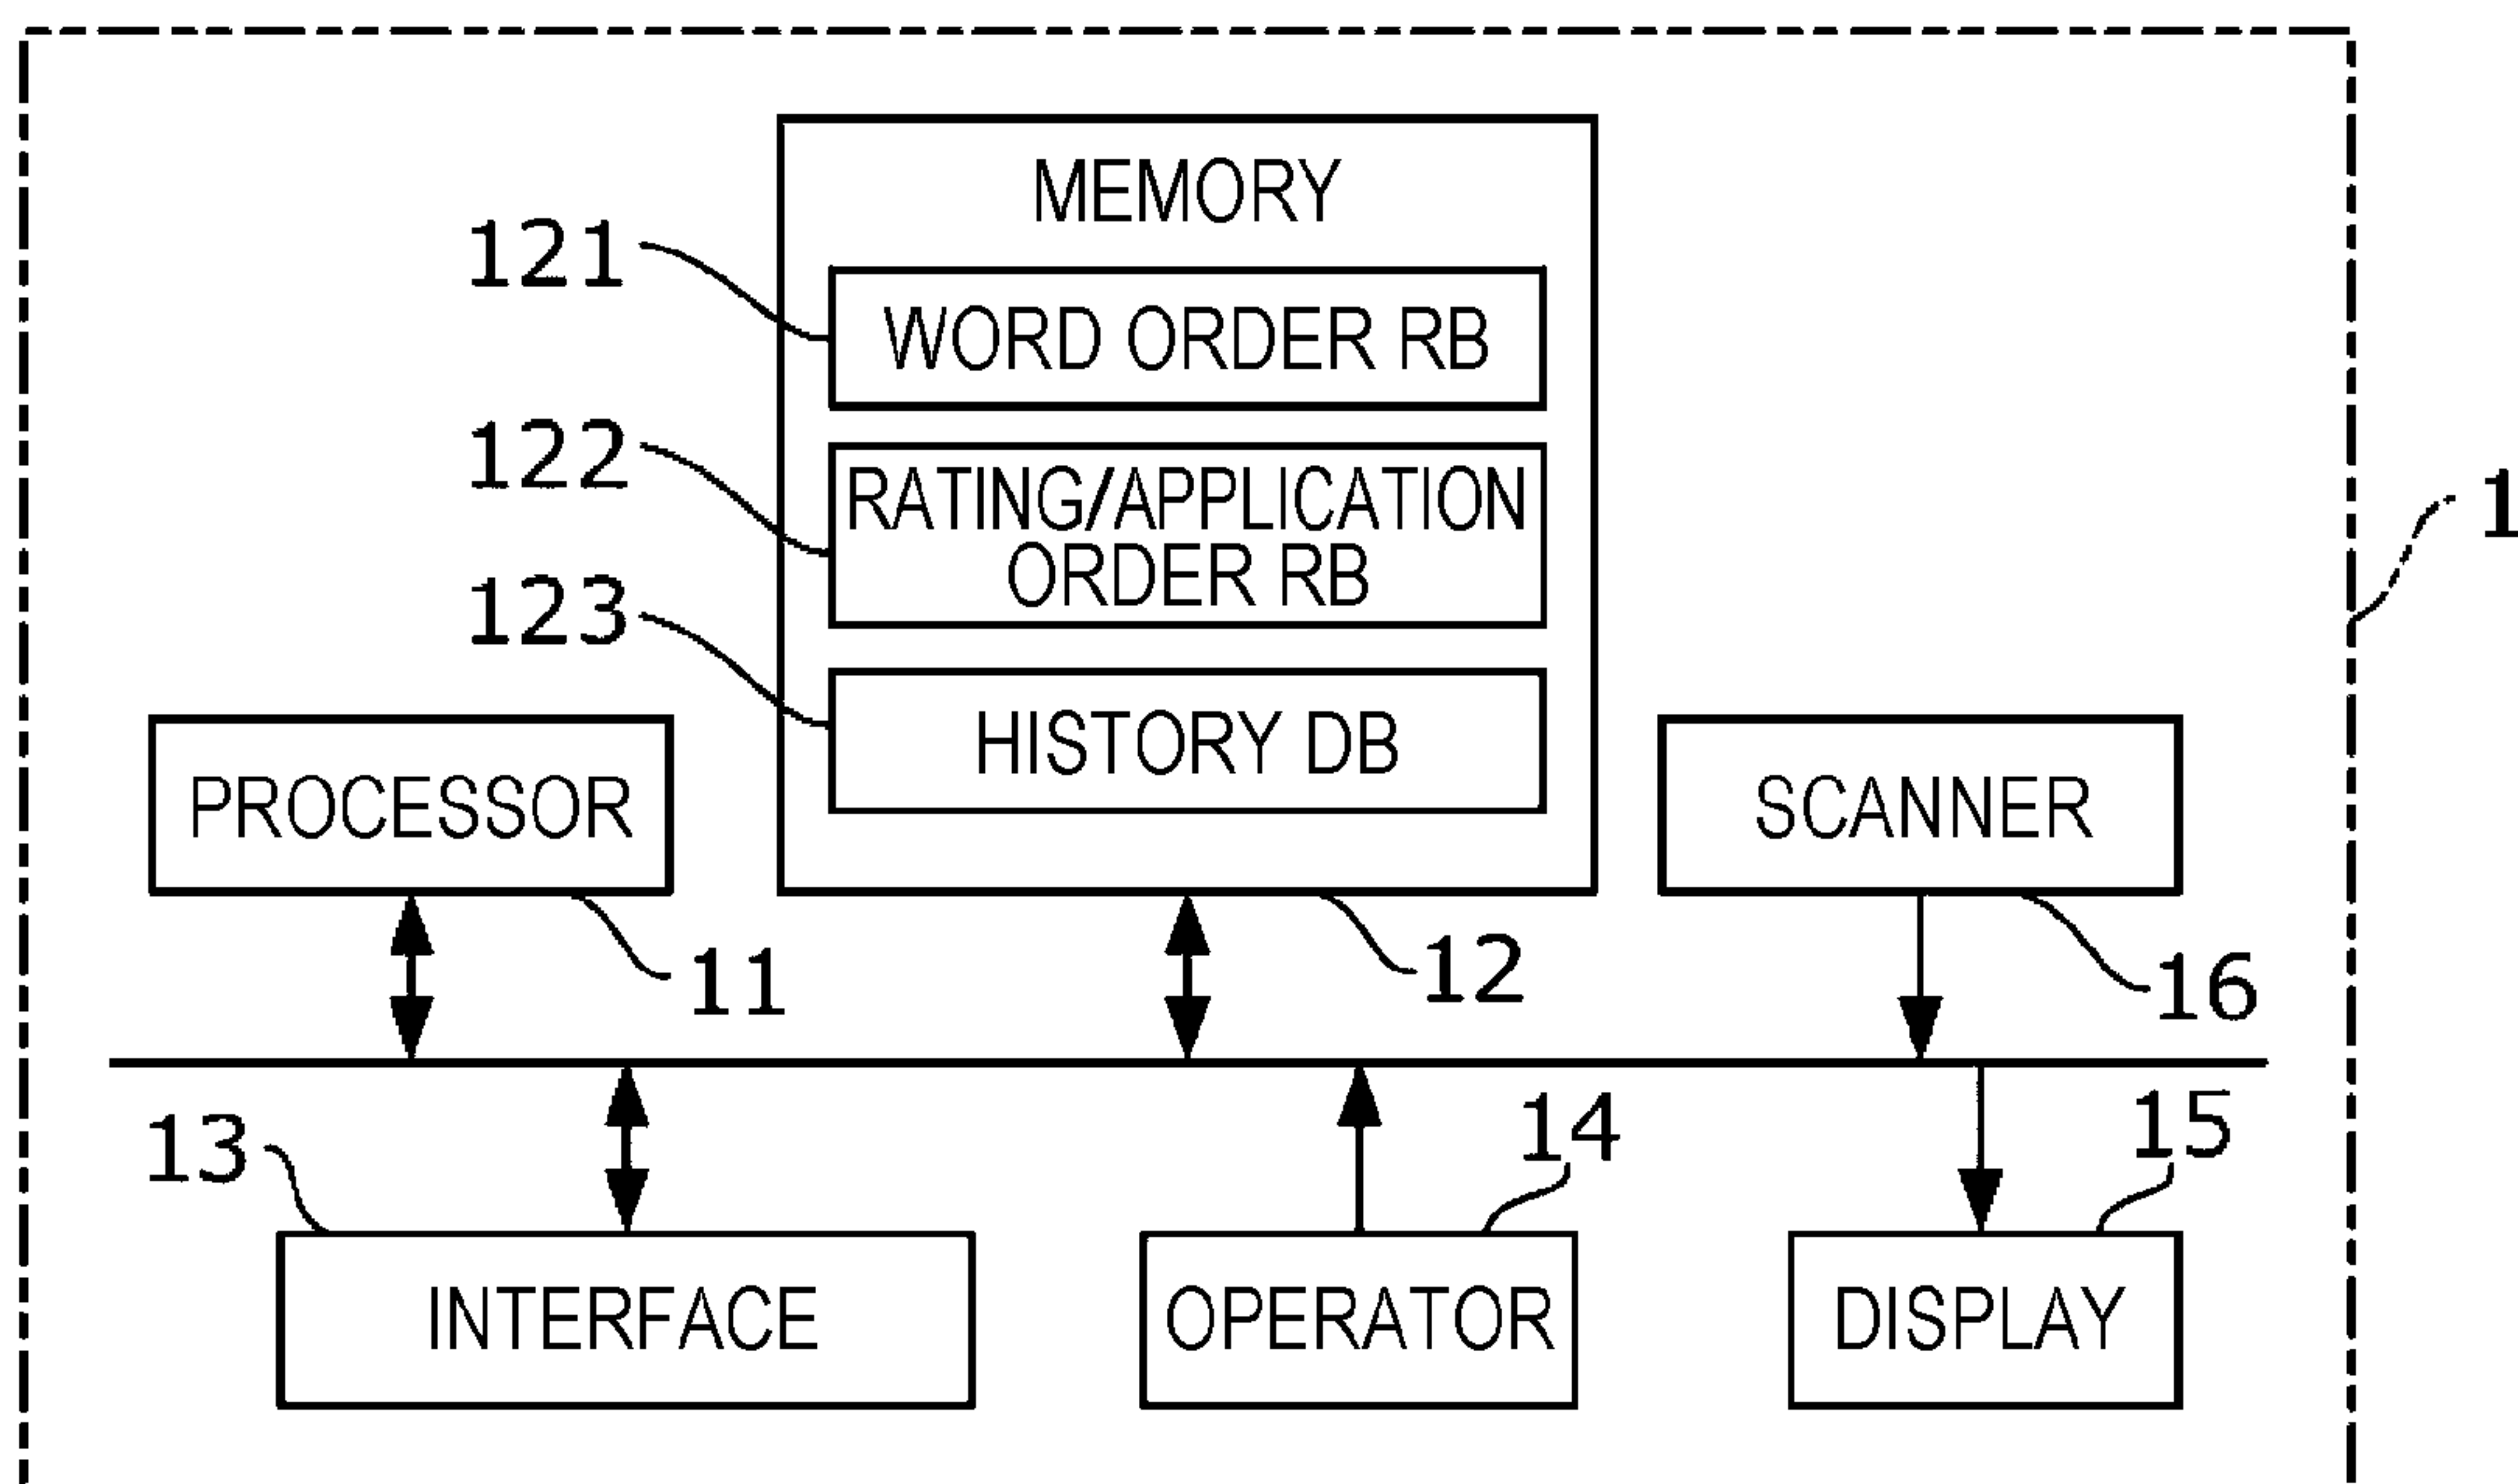 MEMORY
121
WORD ORDER RB
122
RATING/APPLICATION
ORDER RB
1
123
HISTORY DB
PROCESSOR
SCANNER
11
12
16
13
14
15
INTERFACE
OPERATOR
DISPLAY